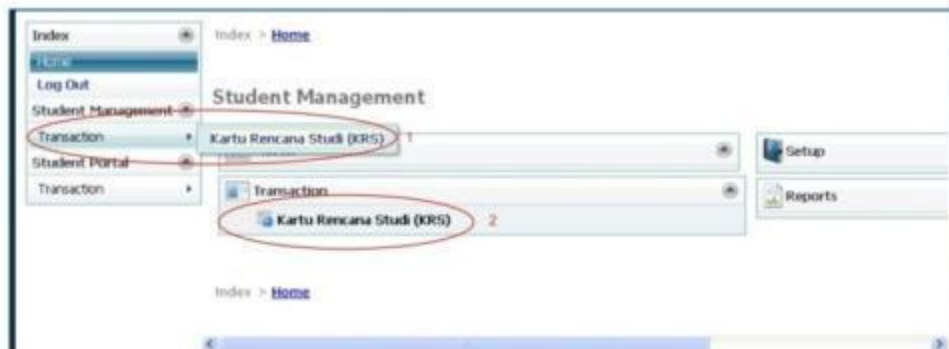 Index
Home
Log Out
Student Management
Transaction
Student Portal
Transaction
Index > Home
Student Management
Kartu Rencana Studi (KRS) 1
Transaction
Kartu Rencana Studi (KRS) 2
Setup
Reports
Index > Home